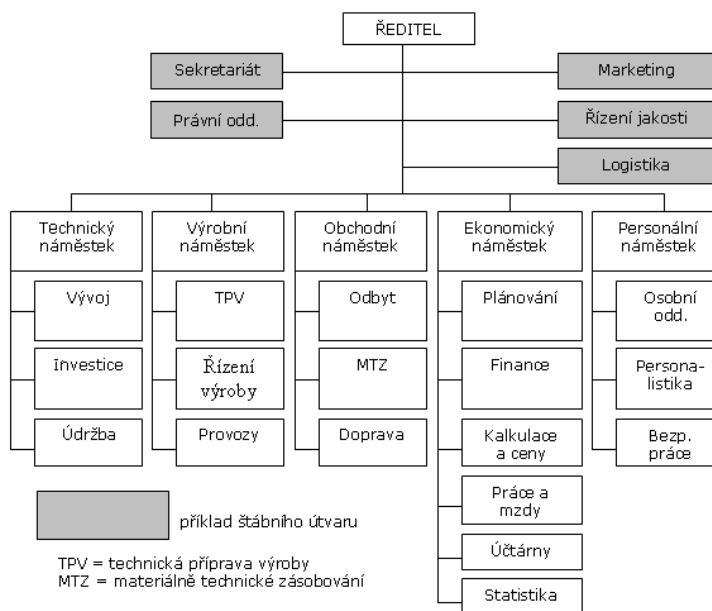 ŘEDITEL
Sekretariát
Marketing
Právní odd.
Řízení jakosti
Logistika
Technický
náměstek
Výrobní
náměstek
Obchodní
náměstek
Ekonomický
náměstek
Personální
náměstek
Vývoj
TPV
Odbyt
Plánování
Osobní
odd.
Investice
Řízení
výroby
MTZ
Finance
Persona-
listika
Údržba
Provozy
Doprava
Kalkulace
a ceny
Bezp.
práce
Práce a
mzdy
Účtárny
Statistika
příklad štábního útvaru
TPV = technická příprava výroby
MTZ = materiálně technické zásobování